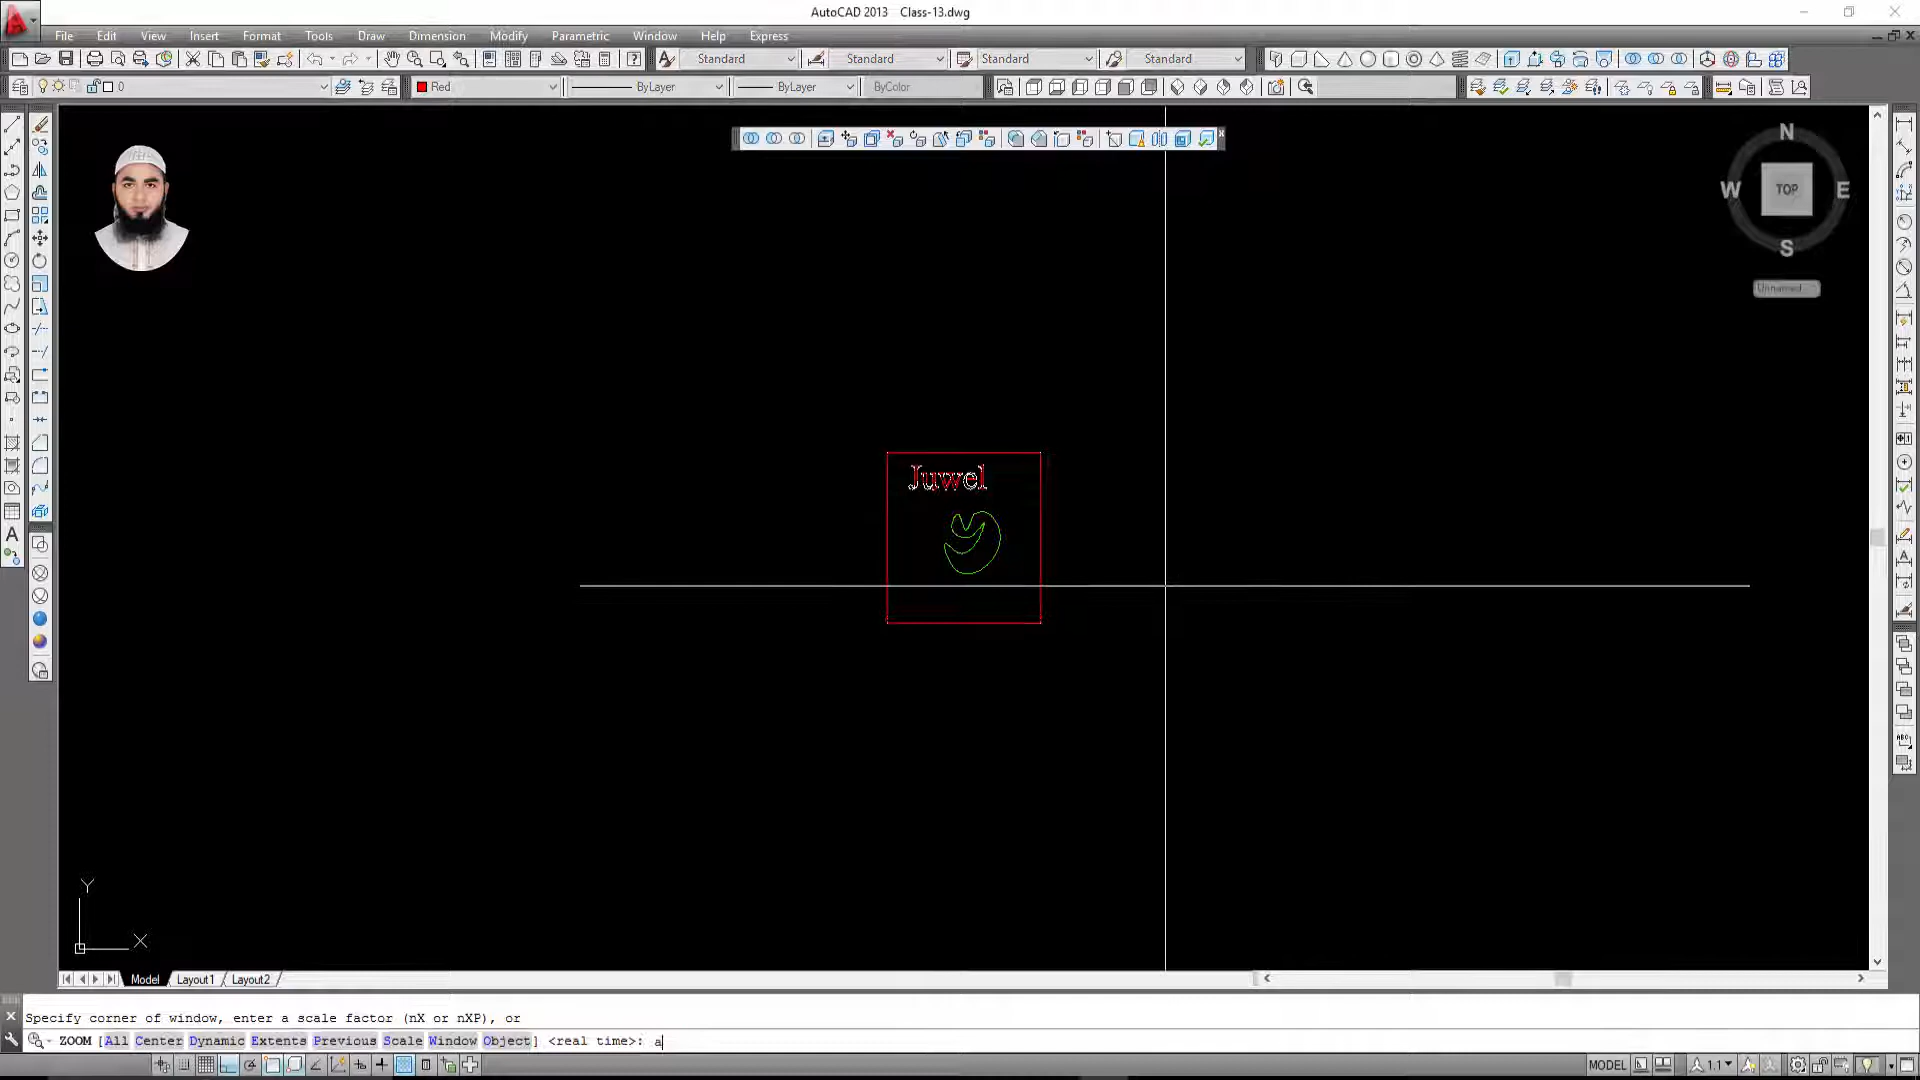 AutoCAD 2013 Class-13.dwg
File Edit View Insert Format Tools Draw Dimension Modify Parametric Window Help Express
Standard Standard Standard Standard
0 Red ByLayer ByLayer ByColor
N
W TOP E
S
Unnamed
Juwel
Y
X
Model Layout1 Layout2
Specify corner of window, enter a scale factor (nX or nXP), or
ZOOM [All Center Dynamic Extents Previous Scale Window Object] <real time>: a
MODEL 1:1